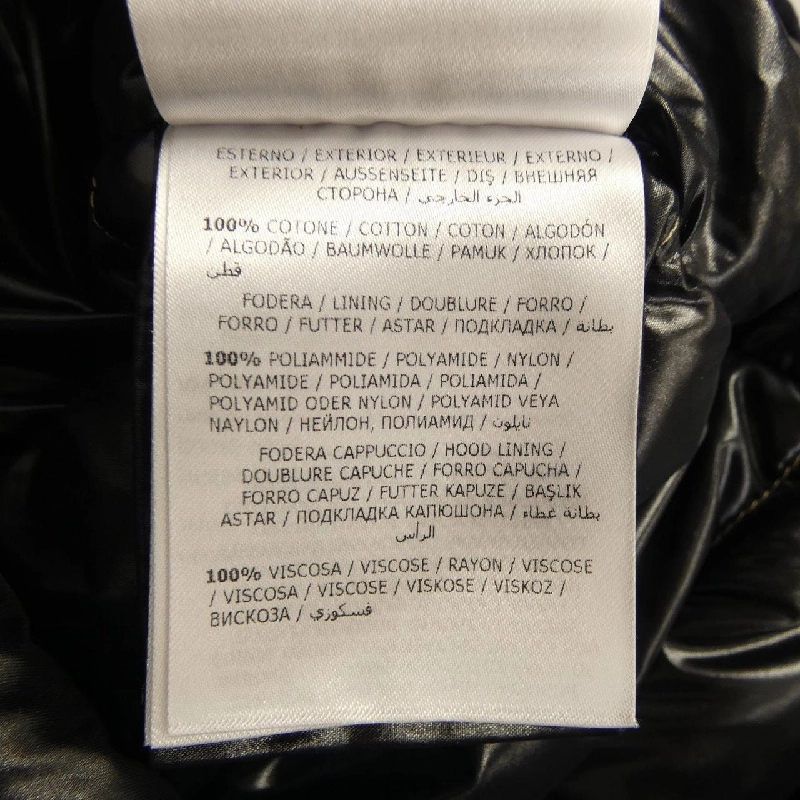 ESTERNO / EXTERIOR / EXTERIEUR / EXTERNO /
EXTERIOR / AUSSENSEITE / DIŞ / ВНЕШНЯЯ
СТОРОНА / الجزء الخارجي
100% COTONE / COTTON / COTON / ALGODÓN
/ ALGODÃO / BAUMWOLLE / PAMUK / ХЛОПОК /
قطن
FODERA / LINING / DOUBLURE / FORRO /
FORRO / FUTTER / ASTAR / ПОДКЛАДКА / بطانة
100% POLIAMMIDE / POLYAMIDE / NYLON /
POLYAMIDE / POLIAMIDA / POLIAMIDA /
POLYAMID ODER NYLON / POLYAMID VEYA
NAYLON / НЕЙЛОН, ПОЛИАМИД / نايلون
FODERA CAPPUCCIO / HOOD LINING /
DOUBLURE CAPUCHE / FORRO CAPUCHA /
FORRO CAPUZ / FUTTER KAPUZE / BAŞLIK
ASTAR / ПОДКЛАДКА КАПЮШОНА / بطانة غطاء
الرأس
100% VISCOSA / VISCOSE / RAYON / VISCOSE
/ VISCOSA / VISCOSE / VISKOSE / VISKOZ /
ВИСКОЗА / فسكوزي